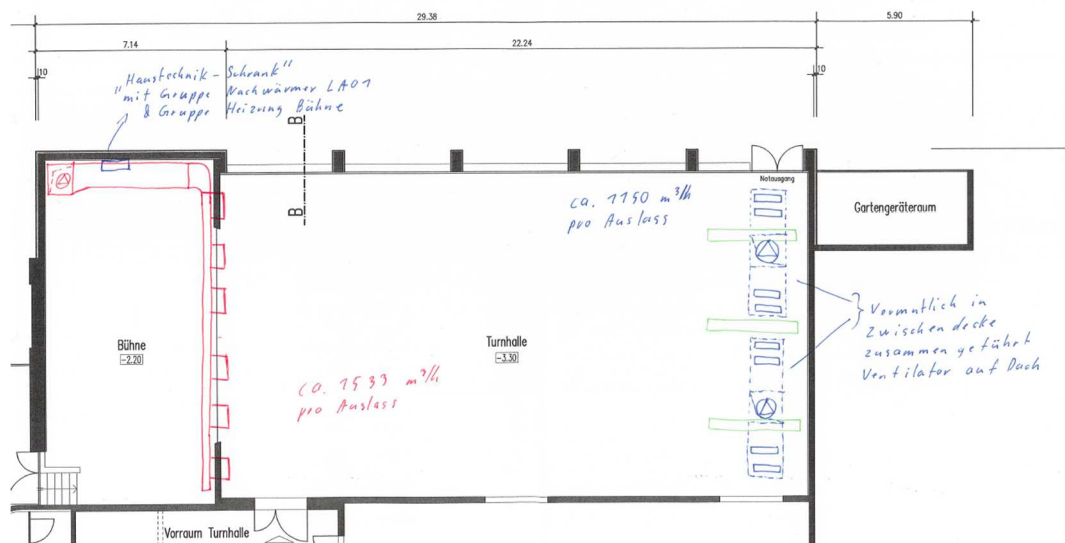 29.38
5.90
7.14
22.24
10
10
"Haustechnik-Schrank"
mit Gruppe Nachwärmer LA01
& Gruppe Heizung Bühne
B
B
Notausgang
ca. 1150 m³/h
pro Auslass
Gartengeräteraum
Bühne
-2.20
Turnhalle
-3.30
Vermutlich in
Zwischendecke
zusammen geführt
Ventilator auf Dach
ca. 1533 m³/h
pro Auslass
Vorraum Turnhalle